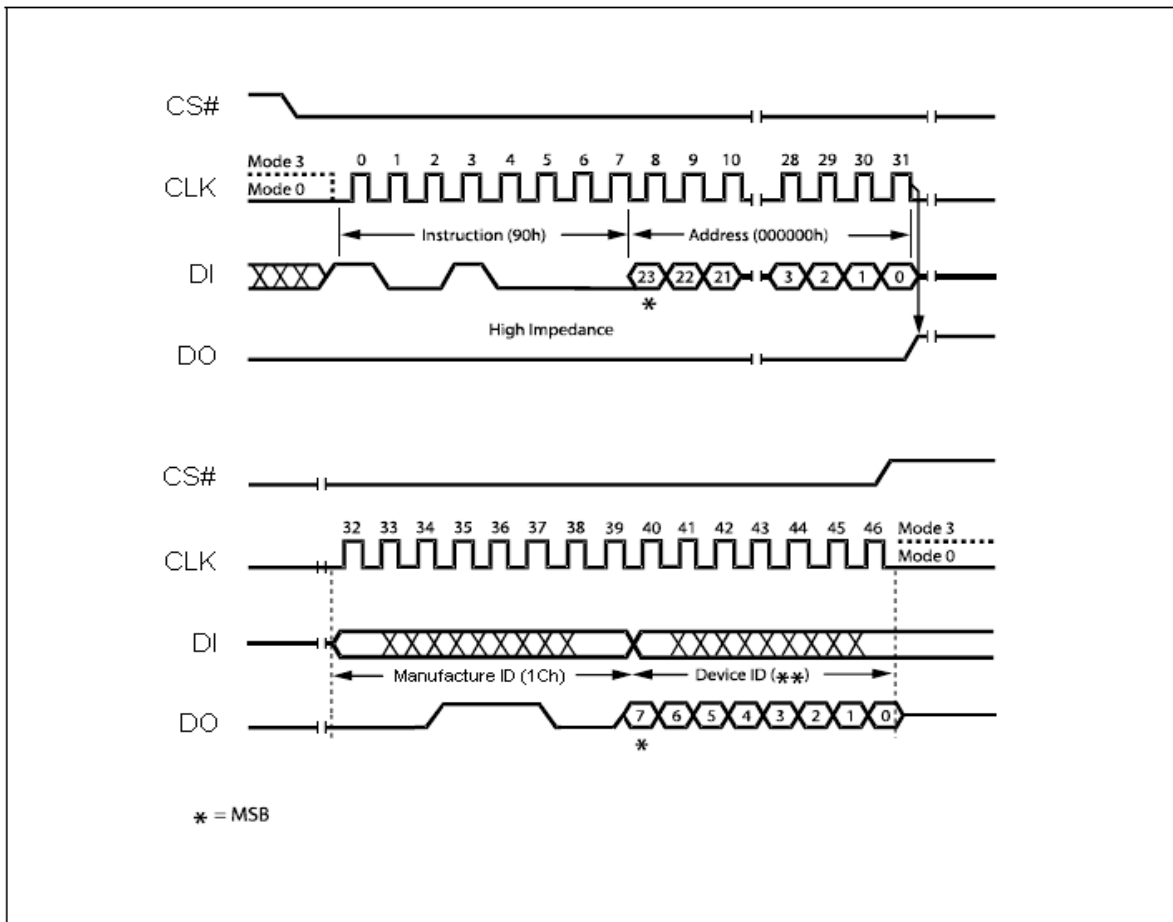 CS#
Mode 3
0 1 2 3 4 5 6 7 8 9 10 28 29 30 31
CLK
Mode 0
Instruction (90h)
Address (000000h)
DI
23 22 21 3 2 1 0
*
High Impedance
DO
CS#
32 33 34 35 36 37 38 39 40 41 42 43 44 45 46
Mode 3
CLK
Mode 0
DI
Manufacture ID (1Ch)
Device ID (**)
DO
7 6 5 4 3 2 1 0
*
* = MSB